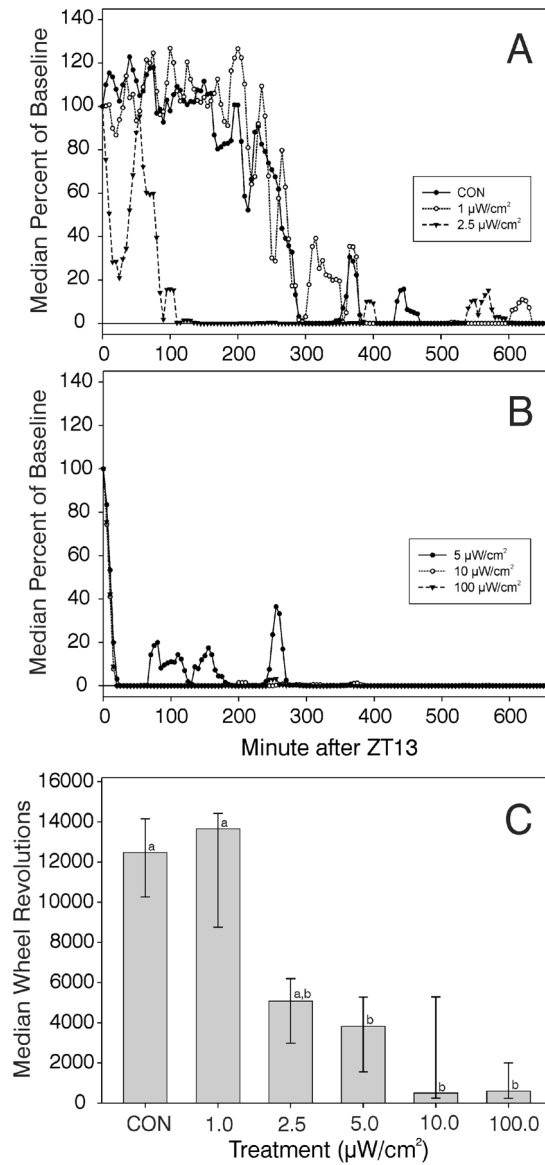 A
140
120
100
80
60
40
20
0
Median Percent of Baseline
CON
1 µW/cm²
2.5 µW/cm²
0 100 200 300 400 500 600
B
140
120
100
80
60
40
20
0
Median Percent of Baseline
5 µW/cm²
10 µW/cm²
100 µW/cm²
0 100 200 300 400 500 600
Minute after ZT13
C
16000
14000
12000
10000
8000
6000
4000
2000
0
Median Wheel Revolutions
a
a
a,b
b
b
b
CON 1.0 2.5 5.0 10.0 100.0
Treatment (µW/cm²)